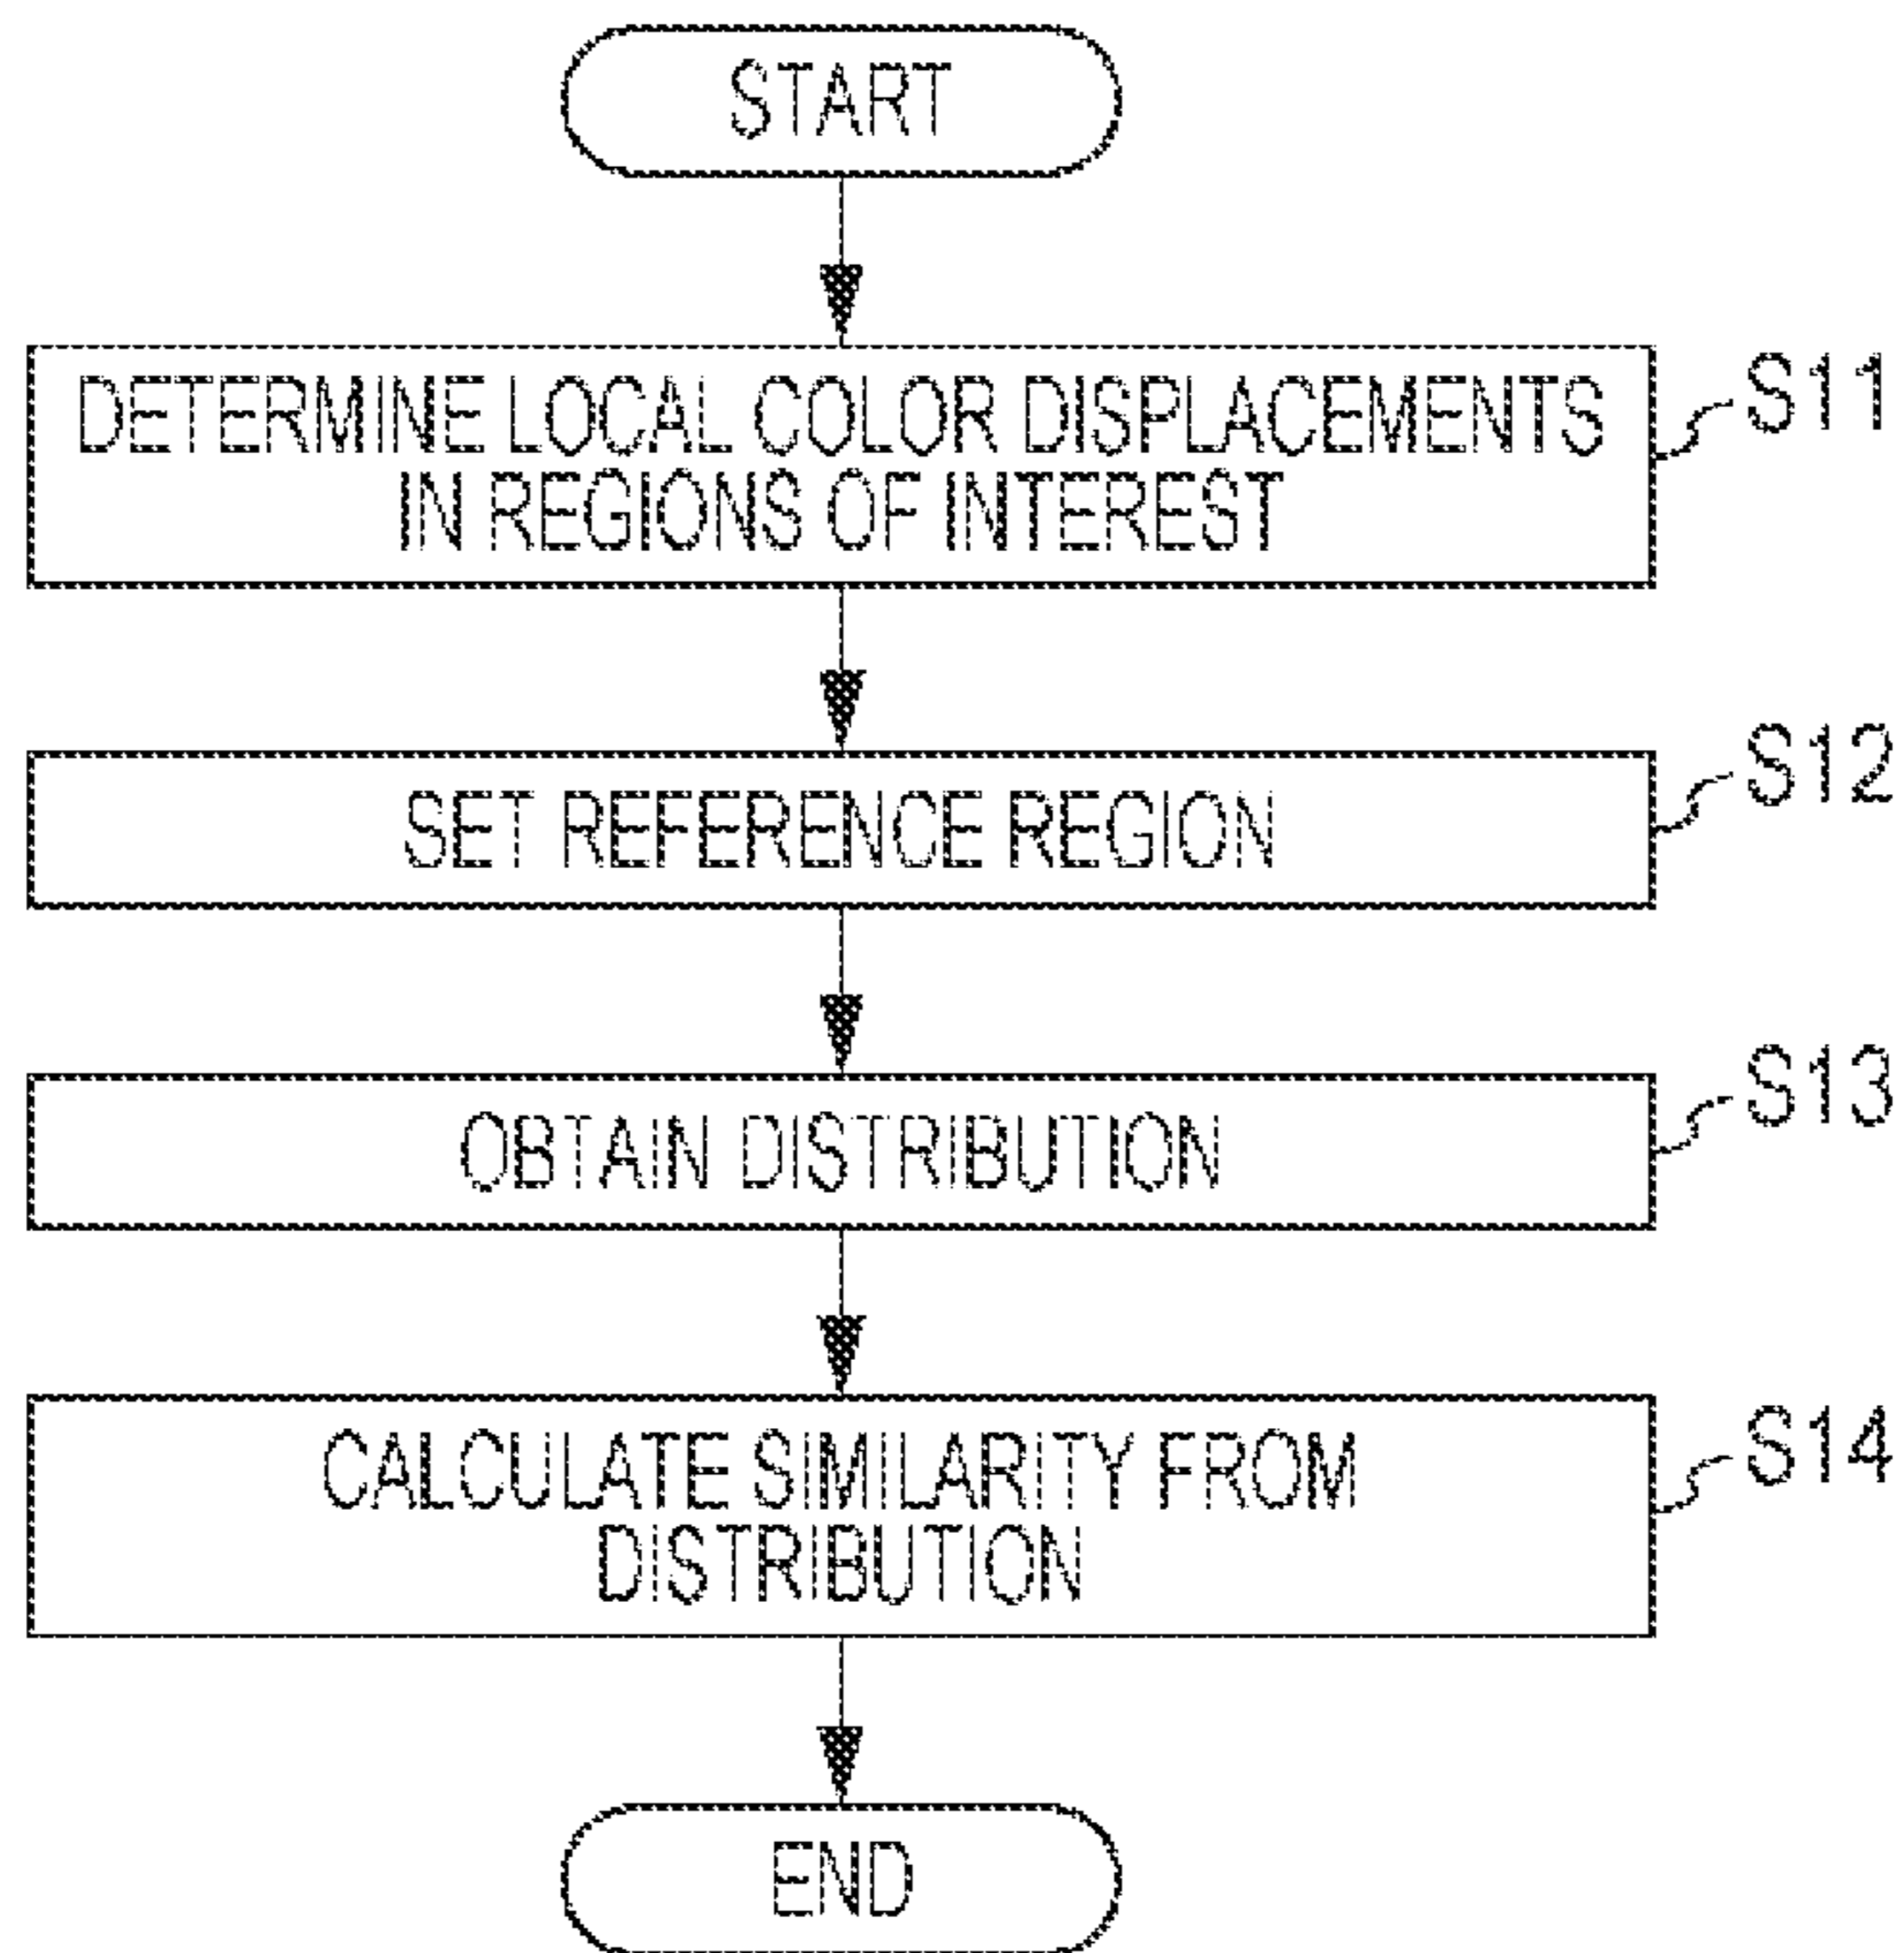 START
DETERMINE LOCAL COLOR DISPLACEMENTS
IN REGIONS OF INTEREST
S11
SET REFERENCE REGION
S12
OBTAIN DISTRIBUTION
S13
CALCULATE SIMILARITY FROM
DISTRIBUTION
S14
END